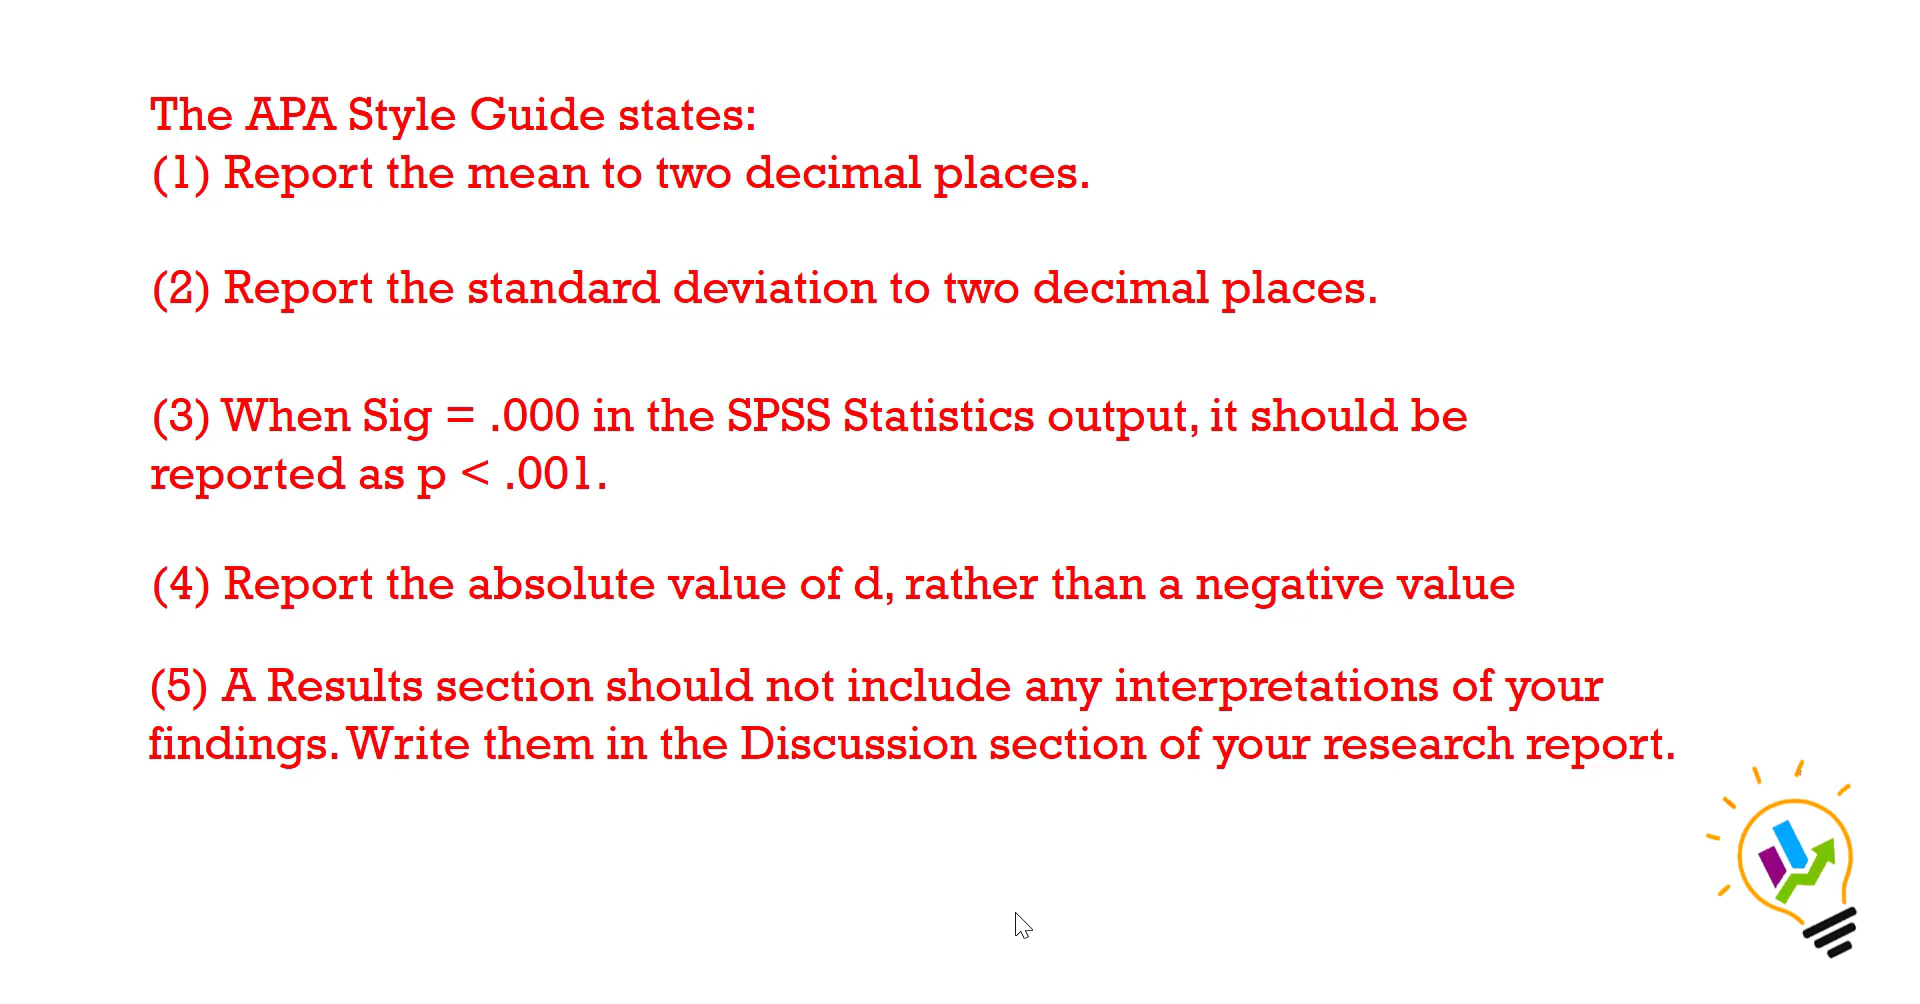 The APA Style Guide states:
(1) Report the mean to two decimal places.
(2) Report the standard deviation to two decimal places.
(3) When Sig = .000 in the SPSS Statistics output, it should be
reported as p < .001.
(4) Report the absolute value of d, rather than a negative value
(5) A Results section should not include any interpretations of your
findings. Write them in the Discussion section of your research report.